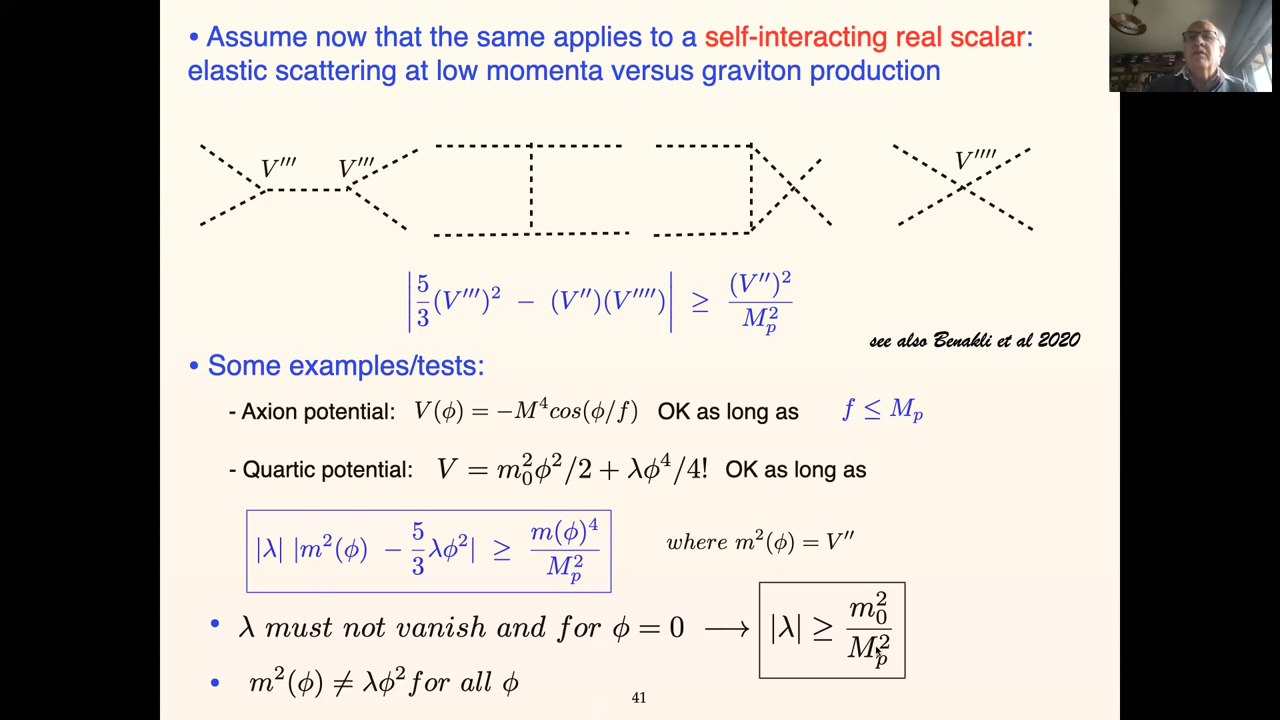 • Assume now that the same applies to a self-interacting real scalar:
elastic scattering at low momenta versus graviton production
V''' V''' V''''
|5/3(V''')² − (V'')(V'''')| ≥ (V'')²/M_p²
see also Benakli et al 2020
• Some examples/tests:
- Axion potential: V(ϕ) = −M⁴cos(ϕ/f) OK as long as f ≤ M_p
- Quartic potential: V = m₀²ϕ²/2 + λϕ⁴/4! OK as long as
|λ| |m²(ϕ) − 5/3λϕ²| ≥ m(ϕ)⁴/M_p² where m²(ϕ) = V''
• λ must not vanish and for ϕ = 0 ⟶ |λ| ≥ m₀²/M_p²
• m²(ϕ) ≠ λϕ² for all ϕ
41